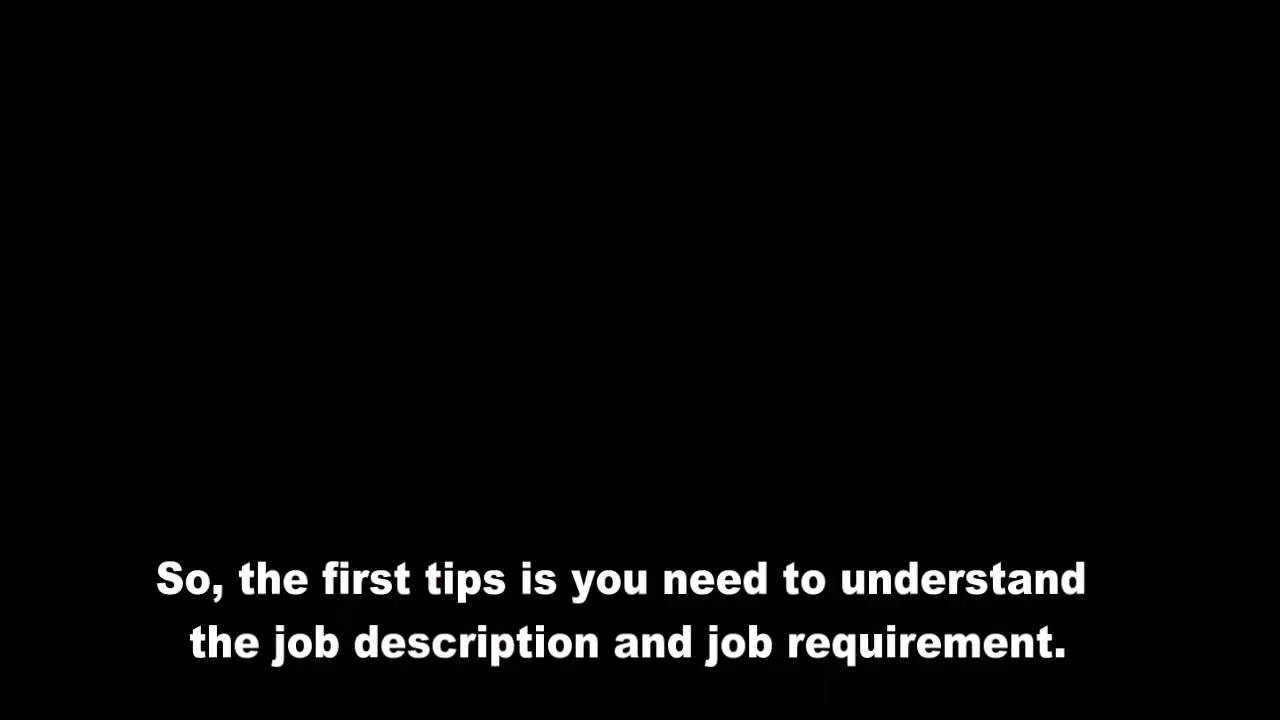 So, the first tips is you need to understand
the job description and job requirement.